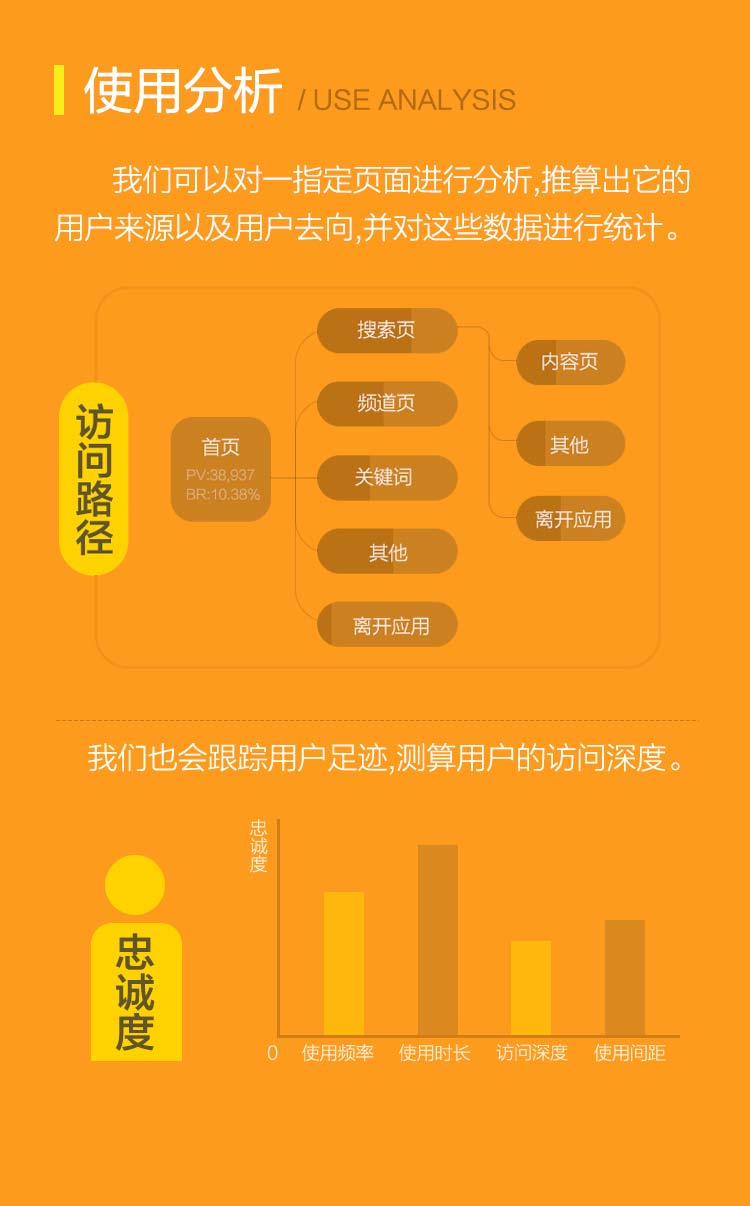 使用分析 / USE ANALYSIS
我们可以对一指定页面进行分析,推算出它的
用户来源以及用户去向,并对这些数据进行统计。
访问路径
首页
PV:38,937
BR:10.38%
搜索页
频道页
关键词
其他
离开应用
内容页
其他
离开应用
我们也会跟踪用户足迹,测算用户的访问深度。
忠诚度
忠诚度
0 使用频率 使用时长 访问深度 使用间距